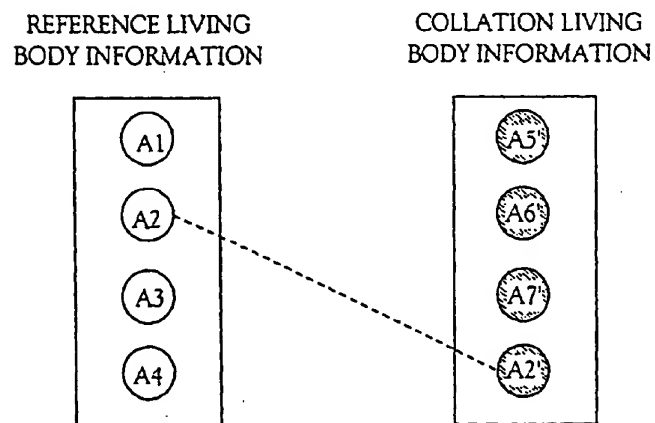 REFERENCE LIVING
BODY INFORMATION
COLLATION LIVING
BODY INFORMATION
A1
A2
A3
A4
A5'
A6'
A7'
A2'